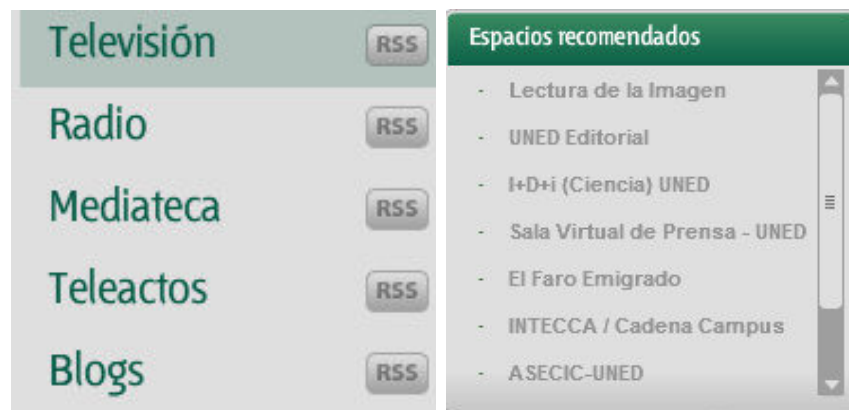 Televisión RSS
Radio RSS
Mediateca RSS
Teleactos RSS
Blogs RSS
Espacios recomendados
- Lectura de la Imagen
- UNED Editorial
- I+D+i (Ciencia) UNED
- Sala Virtual de Prensa - UNED
- El Faro Emigrado
- INTECCA / Cadena Campus
- ASECIC-UNED